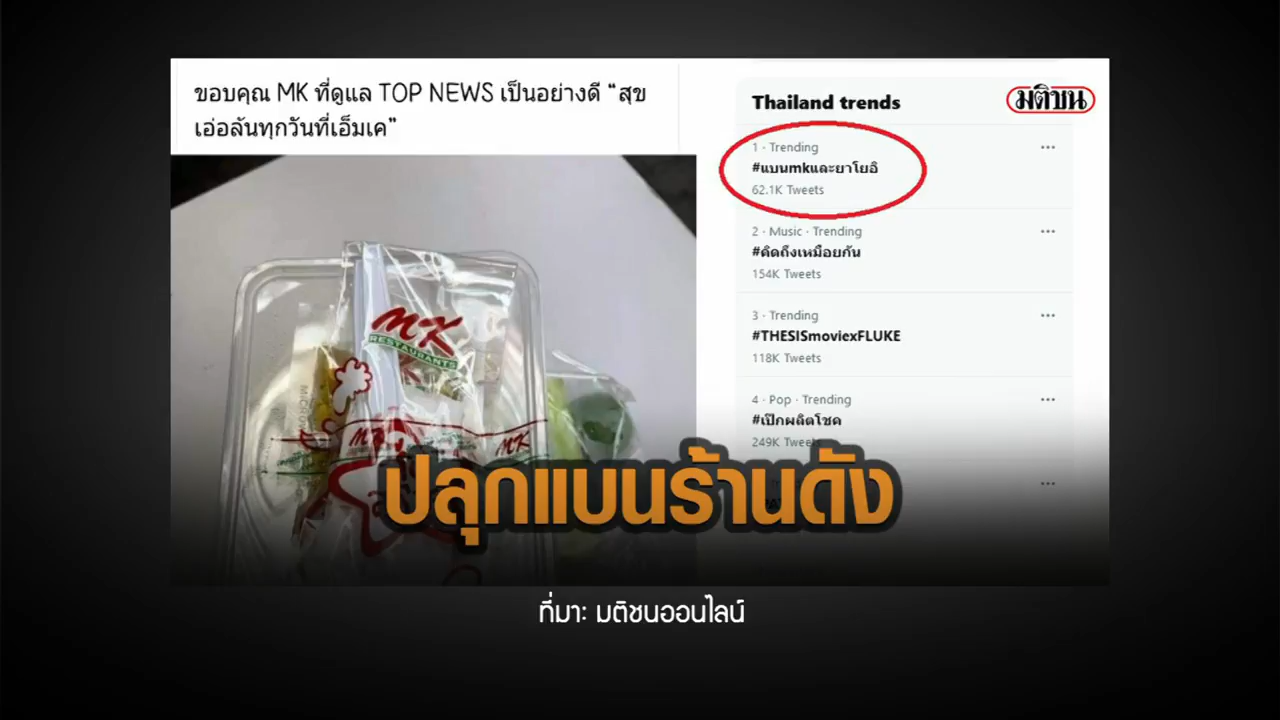 ขอบคุณ MK ที่ดูแล TOP NEWS เป็นอย่างดี “สุข
เอ่อล้นทุกวันที่เอ็มเค”
MK
RESTAURANTS
MK
MK
Thailand trends
มติชน
1 · Trending
#แบนmkและยาโยอิ
62.1K Tweets
2 · Music · Trending
#คิดถึงเหมือยกัน
154K Tweets
3 · Trending
#THESISmoviexFLUKE
118K Tweets
4 · Pop · Trending
#เป๊กผลิตโชค
249K Tweets
ปลุกแบนร้านดัง
ที่มา: มติชนออนไลน์